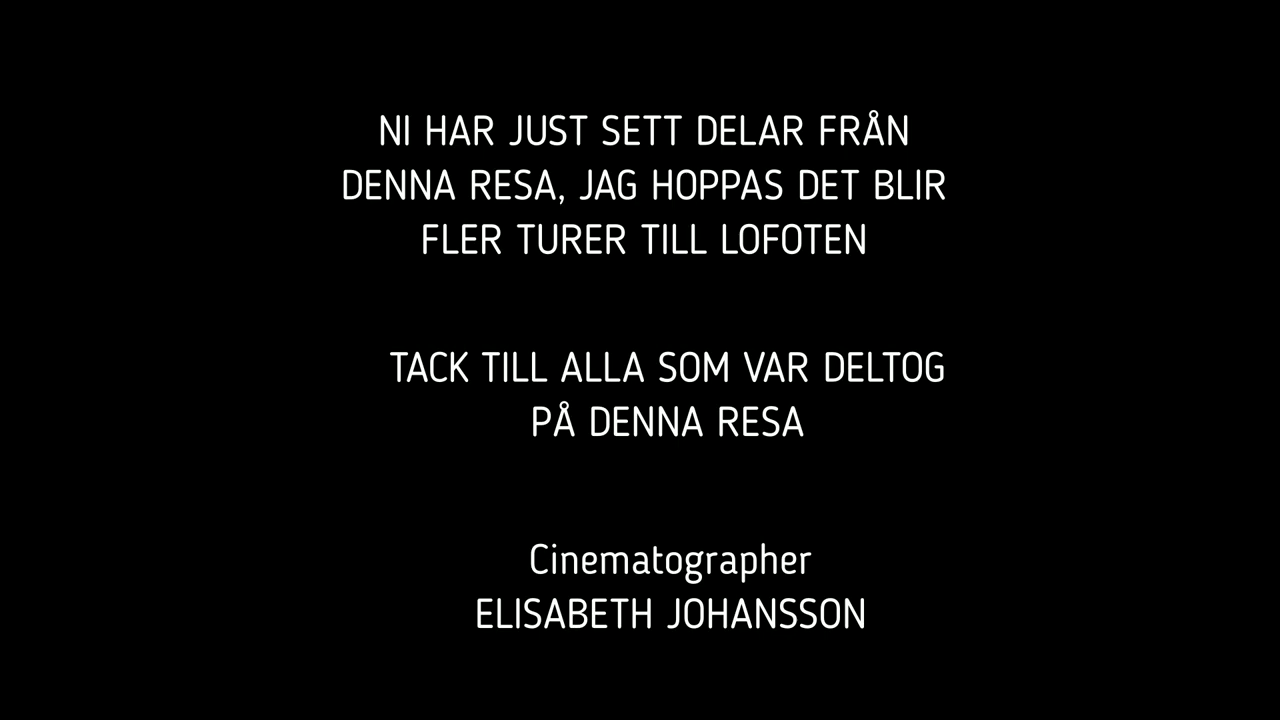 NI HAR JUST SETT DELAR FRÅN
DENNA RESA, JAG HOPPAS DET BLIR
FLER TURER TILL LOFOTEN
TACK TILL ALLA SOM VAR DELTOG
PÅ DENNA RESA
Cinematographer
ELISABETH JOHANSSON